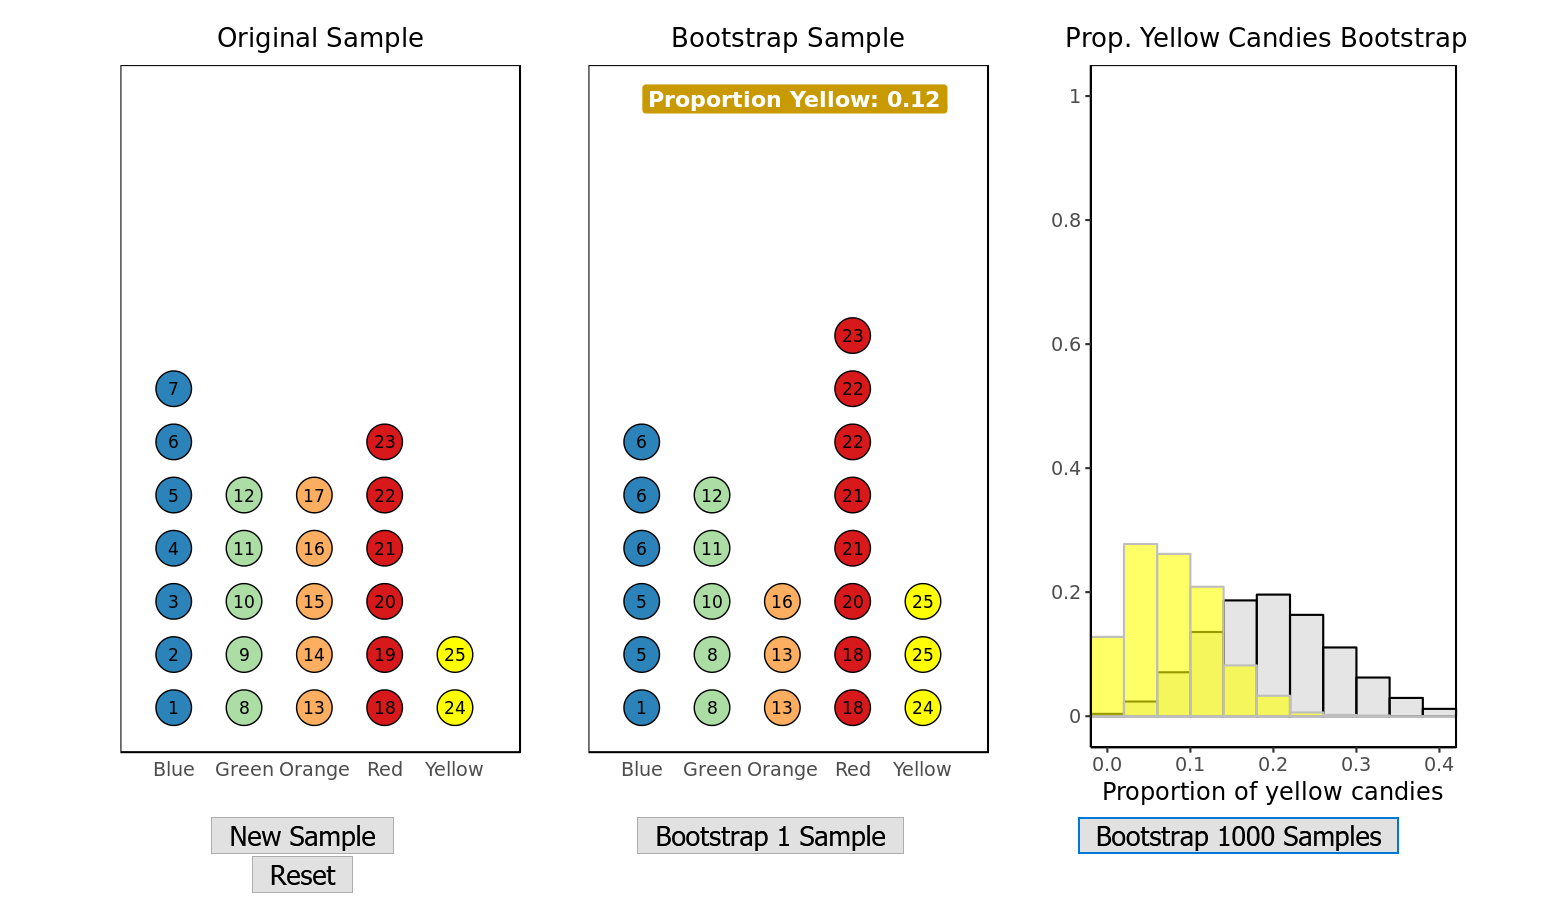 Original Sample
Bootstrap Sample
Prop. Yellow Candies Bootstrap
Proportion Yellow: 0.12
1
0.8
0.6
0.4
0.2
0
7
6 23
5 12 17 22
4 11 16 21
3 10 15 20
2 9 14 19 25
1 8 13 18 24
Blue Green Orange Red Yellow
23
22
6 22
6 12 21
6 11 21
5 10 16 20 25
5 8 13 18 25
1 8 13 18 24
Blue Green Orange Red Yellow
0.0 0.1 0.2 0.3 0.4
Proportion of yellow candies
New Sample
Reset
Bootstrap 1 Sample
Bootstrap 1000 Samples